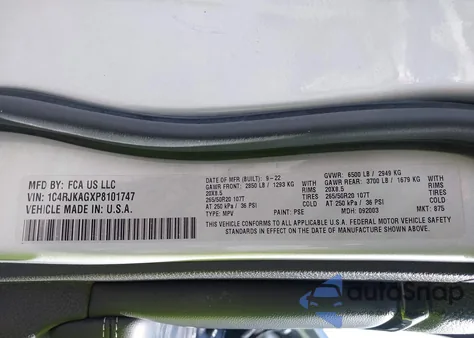 MFD BY: FCA US LLC
VIN: 1C4RJKAGXP8101747
VEHICLE MADE IN U.S.A.
DATE OF MFR (BUILT): 9-22 GVWR: 6500 LB / 2949 KG
GAWR FRONT: 2850 LB / 1293 KG WITH GAWR REAR: 3700 LB / 1679 KG WITH
20X8.5 RIMS 20X8.5 RIMS
265/50R20 107T TIRES 265/50R20 107T TIRES
AT 250 kPa / 36 PSI COLD AT 250 kPa / 36 PSI COLD
TYPE: MPV PAINT: PSE MDH: 092003 MKT: 875
THIS VEHICLE CONFORMS TO ALL APPLICABLE U.S.A. FEDERAL MOTOR VEHICLE SAFETY
STANDARDS IN EFFECT ON THE DATE OF MANUFACTURE SHOWN ABOVE.
autoSnap